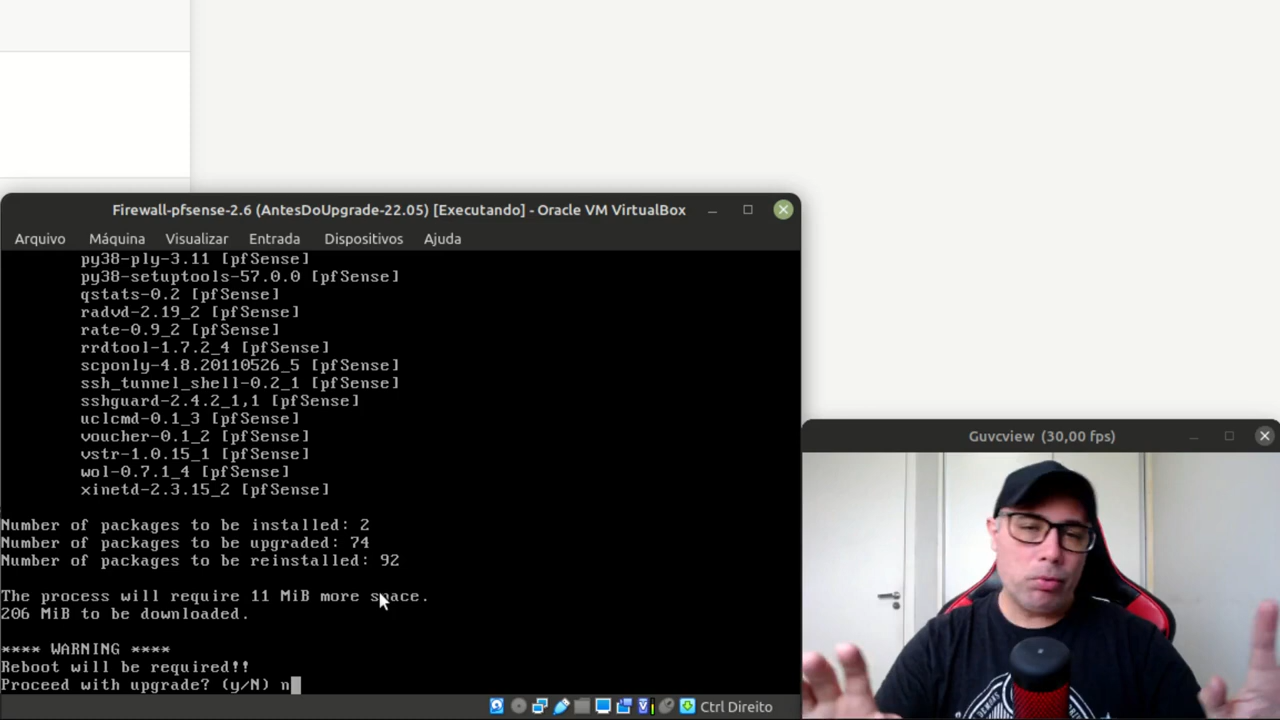 Firewall-pfsense-2.6 (AntesDoUpgrade-22.05) [Executando] - Oracle VM VirtualBox
Arquivo Máquina Visualizar Entrada Dispositivos Ajuda
py38-ply-3.11 [pfSense]
py38-setuptools-57.0.0 [pfSense]
qstats-0.2 [pfSense]
radvd-2.19_2 [pfSense]
rate-0.9_2 [pfSense]
rrdtool-1.7.2_4 [pfSense]
scponly-4.8.20110526_5 [pfSense]
ssh_tunnel_shell-0.2_1 [pfSense]
sshguard-2.4.2_1,1 [pfSense]
uclcmd-0.1_3 [pfSense]
voucher-0.1_2 [pfSense]
vstr-1.0.15_1 [pfSense]
wol-0.7.1_4 [pfSense]
xinetd-2.3.15_2 [pfSense]
Number of packages to be installed: 2
Number of packages to be upgraded: 74
Number of packages to be reinstalled: 92
The process will require 11 MiB more space.
206 MiB to be downloaded.
**** WARNING ****
Reboot will be required!!
Proceed with upgrade? (y/N) n
Ctrl Direito
Guvcview (30,00 fps)